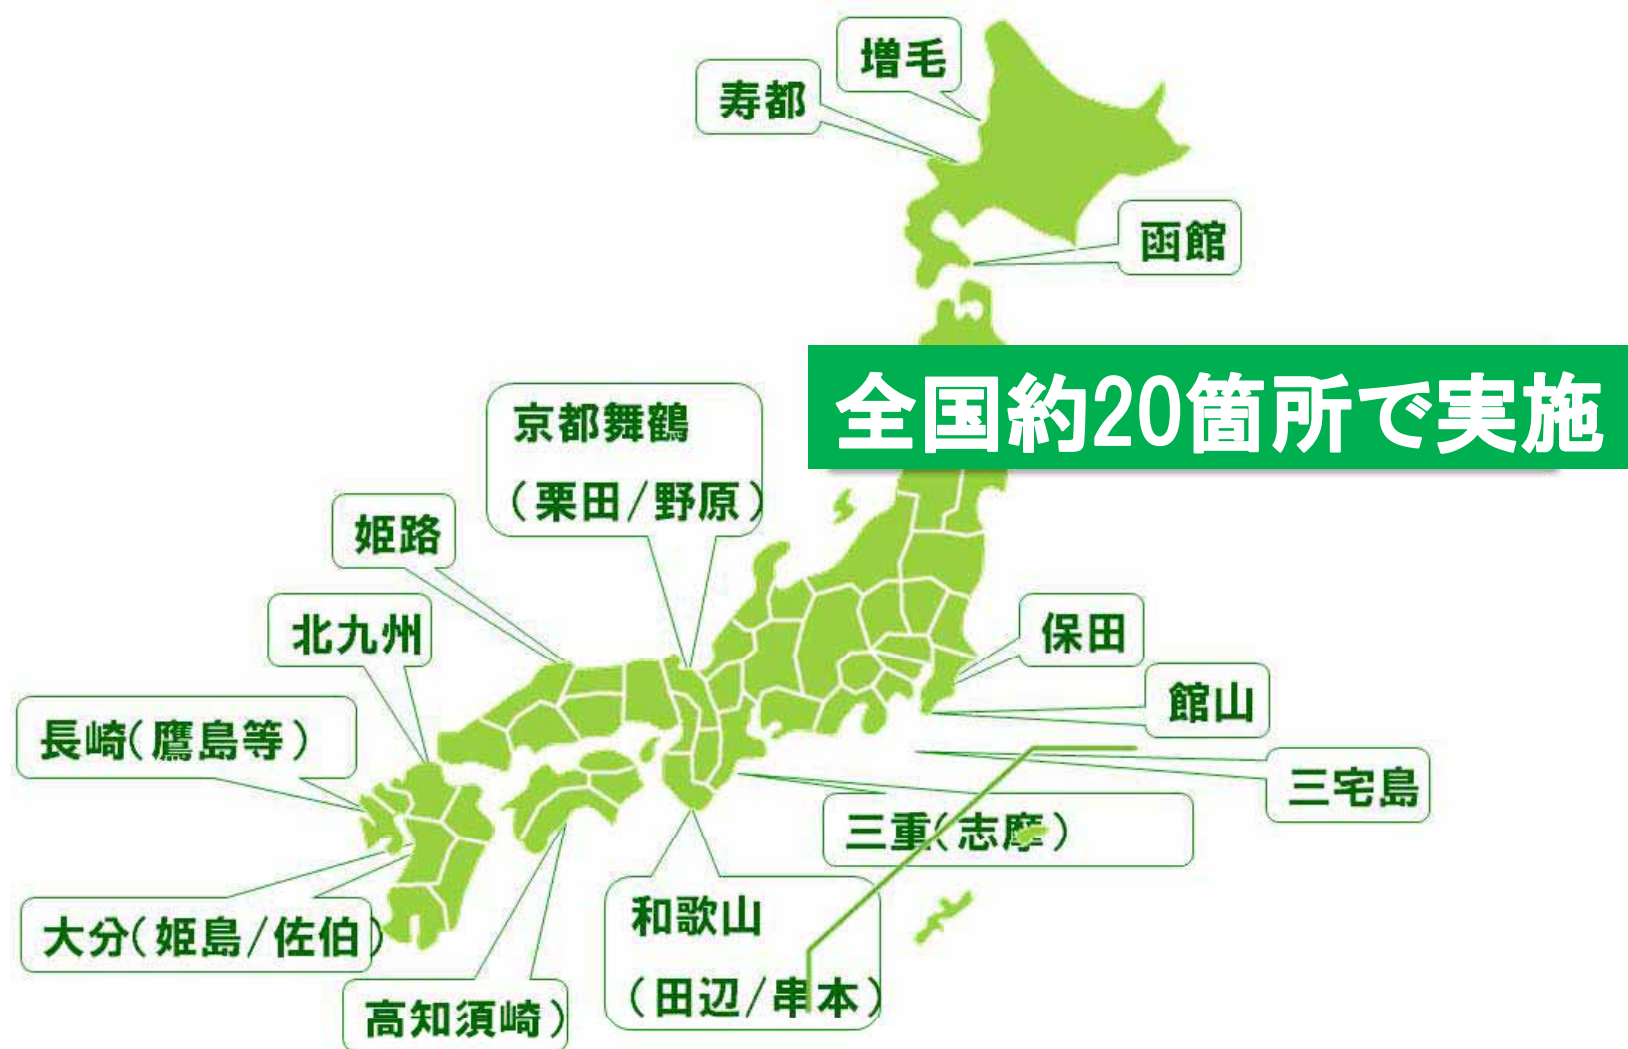 増毛
寿都
函館
全国約20箇所で実施
京都舞鶴
(栗田/野原)
姫路
北九州
保田
館山
長崎(鷹島等)
三宅島
三重(志摩)
和歌山
(田辺/串本)
大分(姫島/佐伯)
高知須崎)